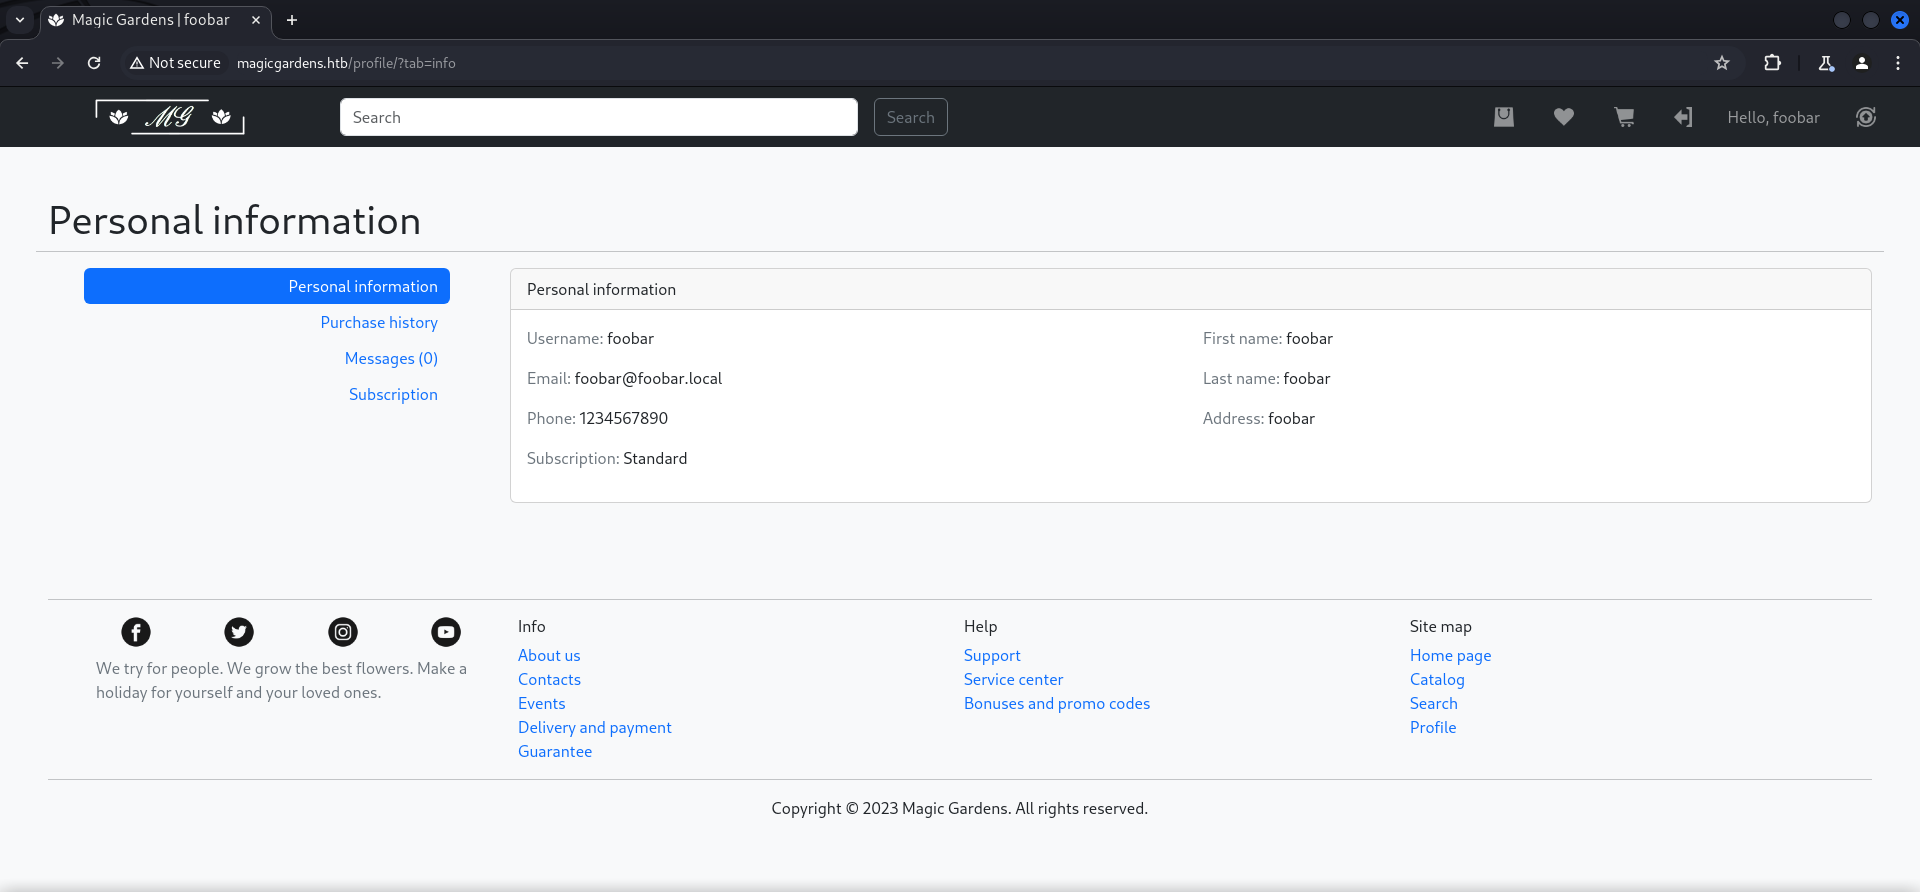 Magic Gardens | foobar
Not secure magicgardens.htb/profile/?tab=info
MG
Search
Search
Hello, foobar
Personal information
Personal information
Purchase history
Messages (0)
Subscription
Personal information
Username: foobar
First name: foobar
Email: foobar@foobar.local
Last name: foobar
Phone: 1234567890
Address: foobar
Subscription: Standard
We try for people. We grow the best flowers. Make a
holiday for yourself and your loved ones.
Info
About us
Contacts
Events
Delivery and payment
Guarantee
Help
Support
Service center
Bonuses and promo codes
Site map
Home page
Catalog
Search
Profile
Copyright © 2023 Magic Gardens. All rights reserved.